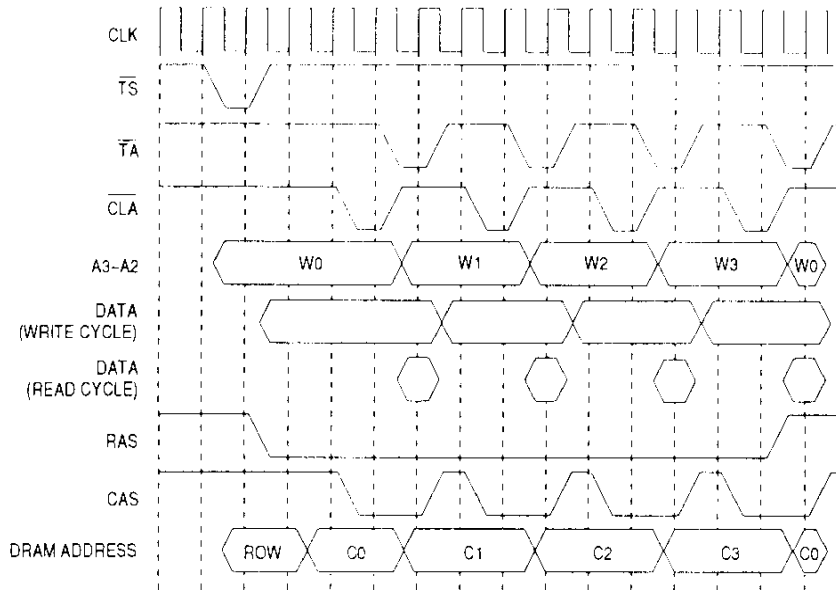 CLK
TS
TA
CLA
A3–A2 W0 W1 W2 W3 W0
DATA
(WRITE CYCLE)
DATA
(READ CYCLE)
RAS
CAS
DRAM ADDRESS ROW C0 C1 C2 C3 C0